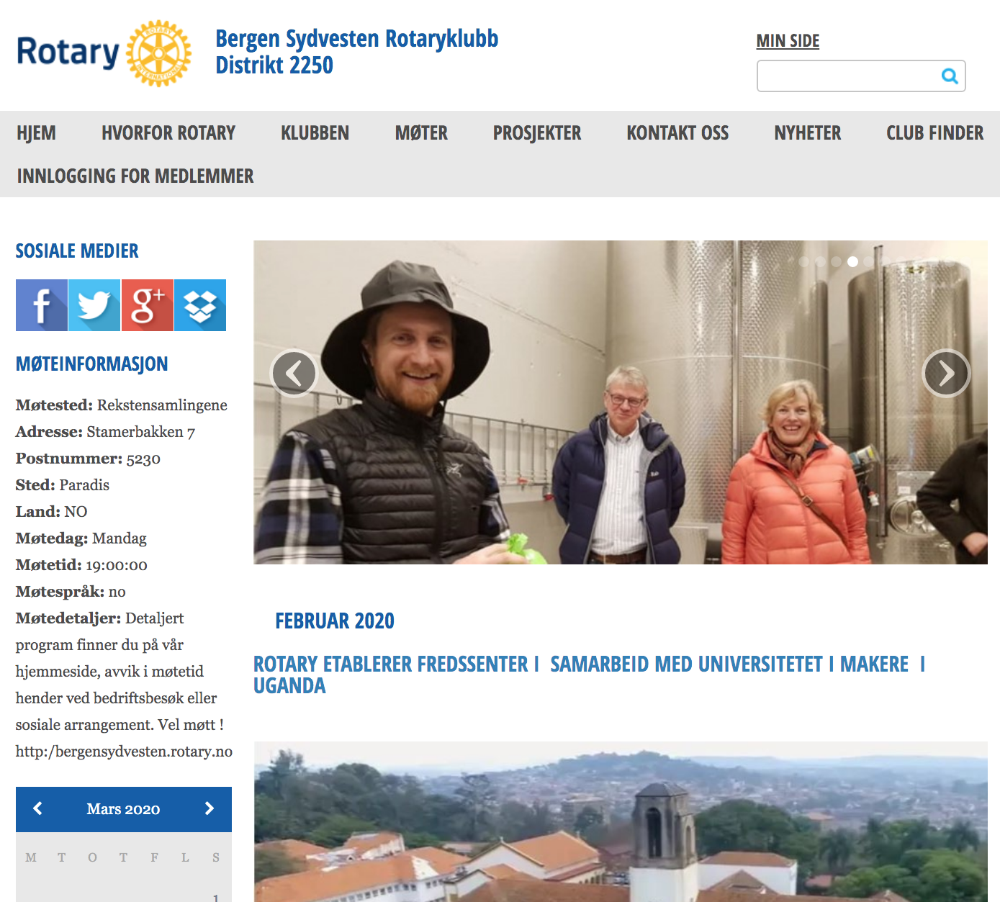 Rotary
ROTARY
INTERNATIONAL
Bergen Sydvesten Rotaryklubb
Distrikt 2250
MIN SIDE
HJEM HVORFOR ROTARY KLUBBEN MØTER PROSJEKTER KONTAKT OSS NYHETER CLUB FINDER
INNLOGGING FOR MEDLEMMER
SOSIALE MEDIER
f g+
MØTEINFORMASJON
Møtested: Rekstensamlingene
Adresse: Stamerbakken 7
Postnummer: 5230
Sted: Paradis
Land: NO
Møtedag: Mandag
Møtetid: 19:00:00
Møtespråk: no
Møtedetaljer: Detaljert
program finner du på vår
hjemmeside, avvik i møtetid
hender ved bedriftsbesøk eller
sosiale arrangement. Vel møtt !
http:/bergensydvesten.rotary.no
Mars 2020
M T O T F L S
1
FEBRUAR 2020
ROTARY ETABLERER FREDSSENTER I  SAMARBEID MED UNIVERSITETET I MAKERE  I
UGANDA